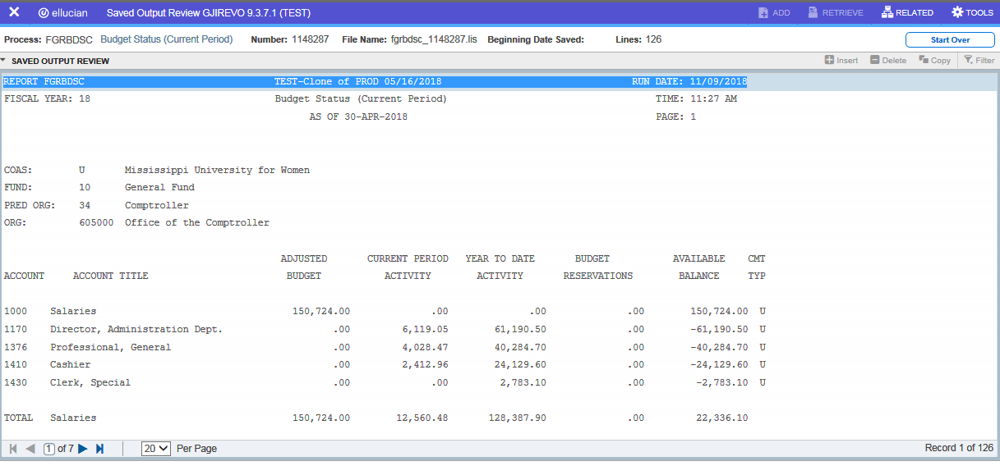 ellucian Saved Output Review GJIREVO 9.3.7.1 (TEST) ADD RETRIEVE RELATED TOOLS
Process: FGRBDSC Budget Status (Current Period) Number: 1148287 File Name: fgrbdsc_1148287.lis Beginning Date Saved: Lines: 126 Start Over
SAVED OUTPUT REVIEW Insert Delete Copy Filter
REPORT FGRBDSC TEST-Clone of PROD 05/16/2018 RUN DATE: 11/09/2018
FISCAL YEAR: 18 Budget Status (Current Period) TIME: 11:27 AM
AS OF 30-APR-2018 PAGE: 1
COAS: U Mississippi University for Women
FUND: 10 General Fund
PRED ORG: 34 Comptroller
ORG: 605000 Office of the Comptroller
ADJUSTED CURRENT PERIOD YEAR TO DATE BUDGET AVAILABLE CMT
ACCOUNT ACCOUNT TITLE BUDGET ACTIVITY ACTIVITY RESERVATIONS BALANCE TYP
1000 Salaries 150,724.00 .00 .00 .00 150,724.00 U
1170 Director, Administration Dept. .00 6,119.05 61,190.50 .00 -61,190.50 U
1376 Professional, General .00 4,028.47 40,284.70 .00 -40,284.70 U
1410 Cashier .00 2,412.96 24,129.60 .00 -24,129.60 U
1430 Clerk, Special .00 .00 2,783.10 .00 -2,783.10 U
TOTAL Salaries 150,724.00 12,560.48 128,387.90 .00 22,336.10
1 of 7 20 Per Page Record 1 of 126